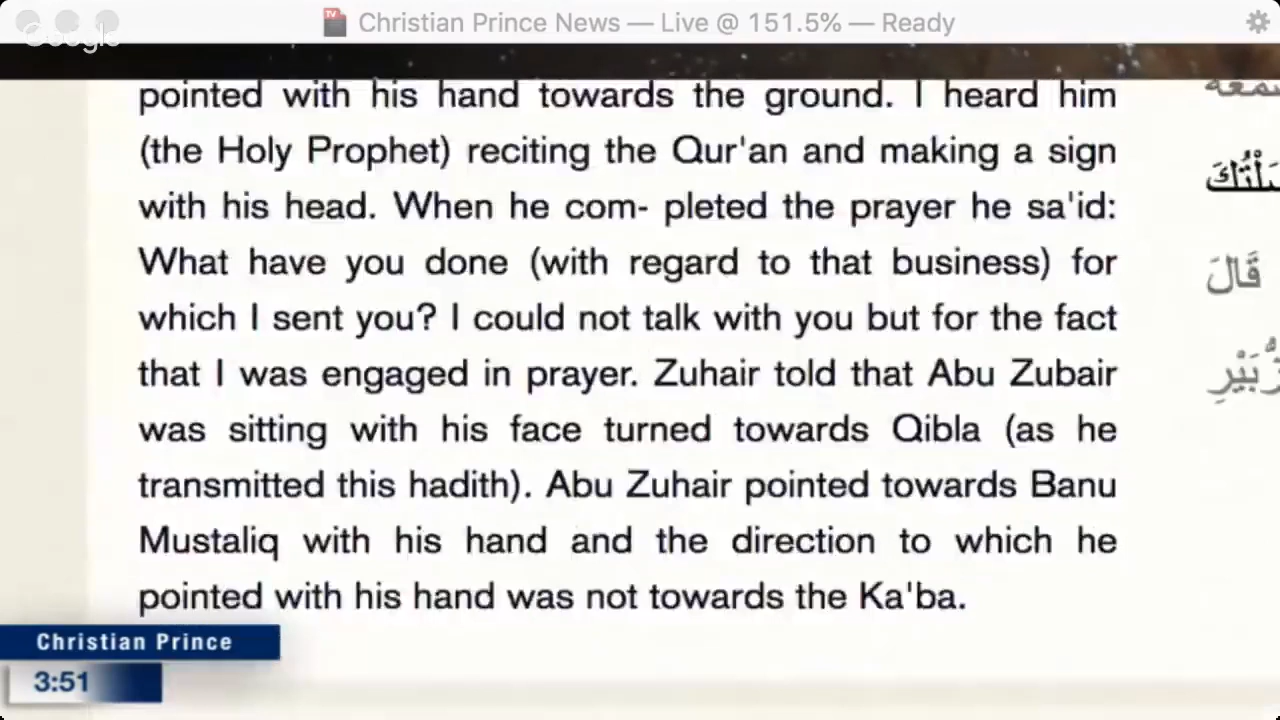 Google
Christian Prince News — Live @ 151.5% — Ready
pointed with his hand towards the ground. I heard him
(the Holy Prophet) reciting the Qur'an and making a sign
with his head. When he com- pleted the prayer he sa'id:
What have you done (with regard to that business) for
which I sent you? I could not talk with you but for the fact
that I was engaged in prayer. Zuhair told that Abu Zubair
was sitting with his face turned towards Qibla (as he
transmitted this hadith). Abu Zuhair pointed towards Banu
Mustaliq with his hand and the direction to which he
pointed with his hand was not towards the Ka'ba.
قَالَ
Christian Prince
3:51